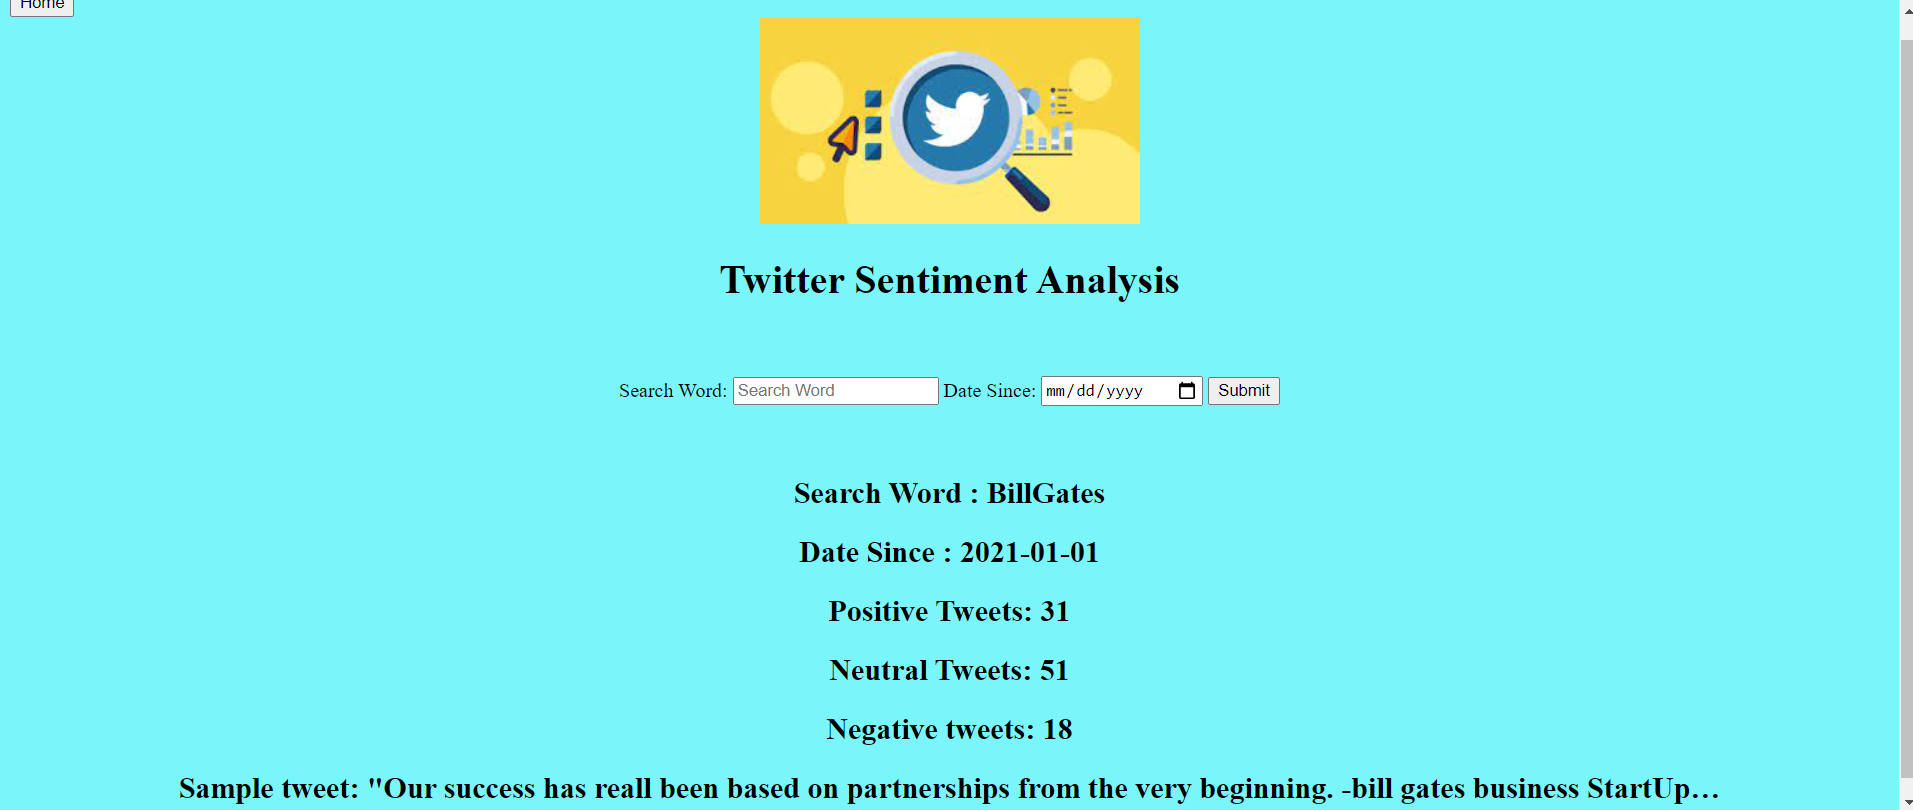 Home
Twitter Sentiment Analysis
Search Word: Search Word Date Since: mm/dd/yyyy Submit
Search Word : BillGates
Date Since : 2021-01-01
Positive Tweets: 31
Neutral Tweets: 51
Negative tweets: 18
Sample tweet: "Our success has reall been based on partnerships from the very beginning. -bill gates business StartUp…